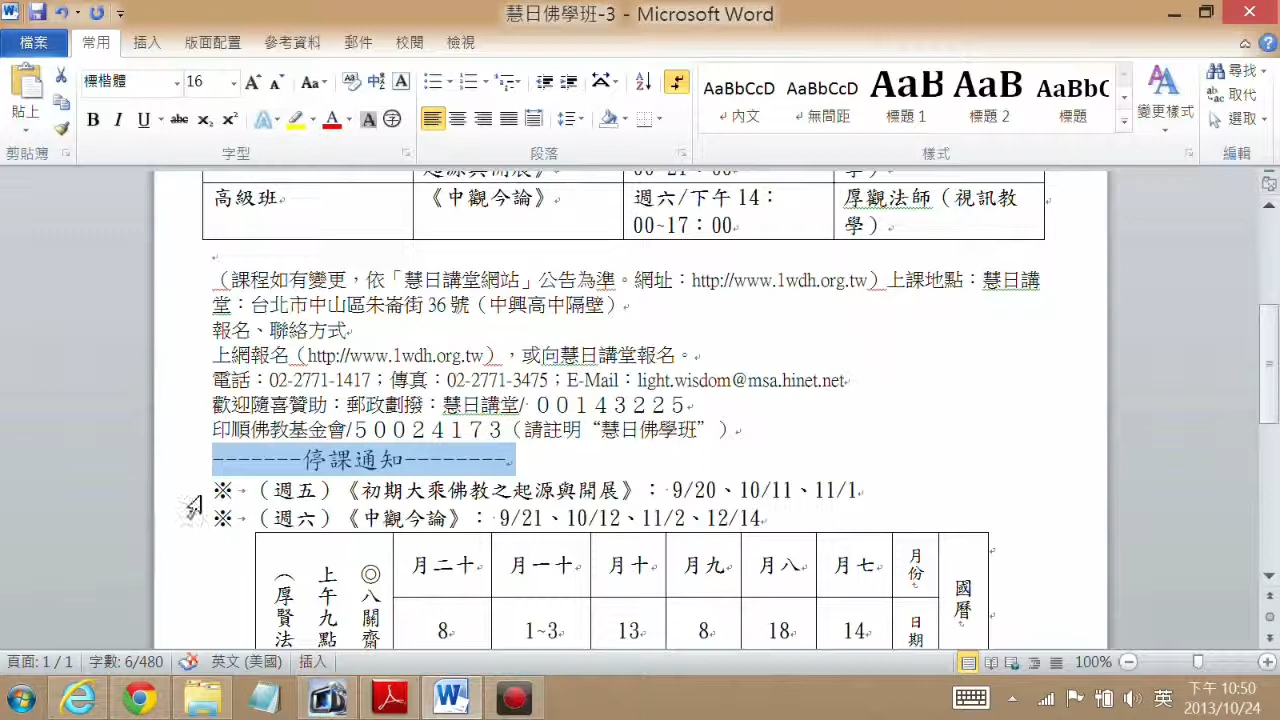 慧日佛學班-3 - Microsoft Word
檔案 常用 插入 版面配置 參考資料 郵件 校閱 檢視
標楷體 16
貼上
AaBbCcD AaBbCcD AaB AaB AaBbC
內文 無間距 標題 1 標題 2 標題
變更樣式
尋找
取代
選取
剪貼簿 字型 段落 樣式 編輯
00~21：00
高級班 《中觀今論》 週六/下午 14： 厚觀法師（視訊教
00~17：00 學）
（課程如有變更，依「慧日講堂網站」公告為準。網址：http://www.lwdh.org.tw）上課地點：慧日講
堂：台北市中山區朱崙街 36 號（中興高中隔壁）
報名、聯絡方式
上網報名（http://www.lwdh.org.tw），或向慧日講堂報名。
電話：02-2771-1417；傳真：02-2771-3475；E-Mail：light.wisdom@msa.hinet.net
歡迎隨喜贊助：郵政劃撥：慧日講堂/ ００１４３２２５
印順佛教基金會/５００２４１７３（請註明“慧日佛學班”）
-------停課通知--------
※ （週五）《初期大乘佛教之起源與開展》： 9/20、10/11、11/1
※ （週六）《中觀今論》： 9/21、10/12、11/2、12/14
（厚賢法 上午九點 ◎八關齋 月二十 月一十 月十 月九 月八 月七 月份 國曆
8 1~3 13 8 18 14 日期
頁面: 1 / 1 字數: 6/480 英文 (美國) 插入 100%
英
下午 10:50
2013/10/24